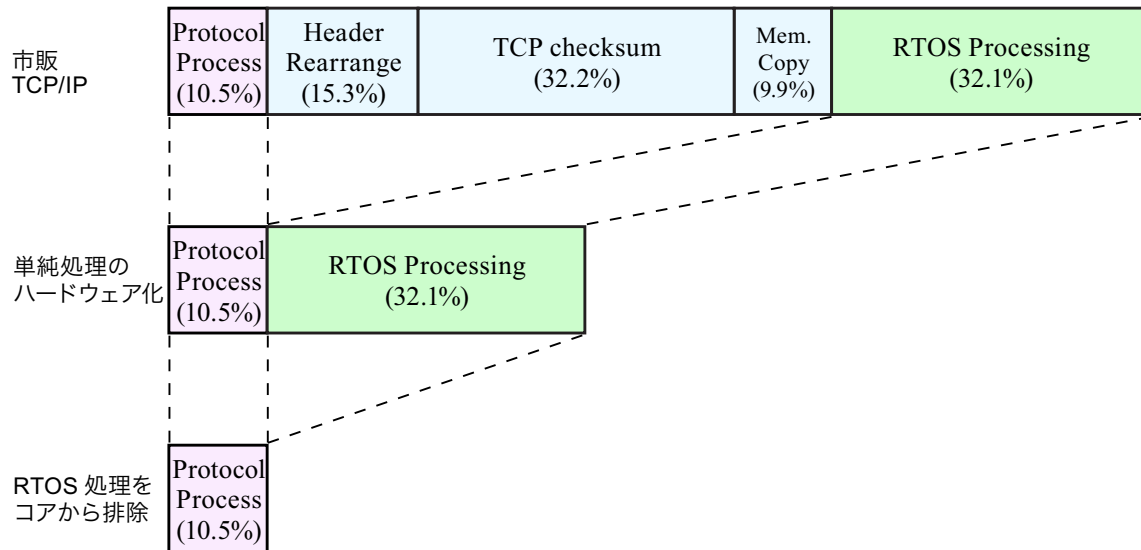 市販
TCP/IP
Protocol
Process
(10.5%)
Header
Rearrange
(15.3%)
TCP checksum
(32.2%)
Mem.
Copy
(9.9%)
RTOS Processing
(32.1%)
単純処理の
ハードウェア化
Protocol
Process
(10.5%)
RTOS Processing
(32.1%)
RTOS 処理を
コアから排除
Protocol
Process
(10.5%)